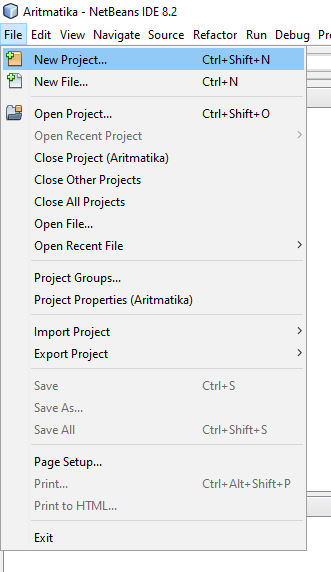 Aritmatika - NetBeans IDE 8.2
File Edit View Navigate Source Refactor Run Debug
New Project... Ctrl+Shift+N
New File... Ctrl+N
Open Project... Ctrl+Shift+O
Open Recent Project
Close Project (Aritmatika)
Close Other Projects
Close All Projects
Open File...
Open Recent File
Project Groups...
Project Properties (Aritmatika)
Import Project
Export Project
Save Ctrl+S
Save As...
Save All Ctrl+Shift+S
Page Setup...
Print... Ctrl+Alt+Shift+P
Print to HTML...
Exit